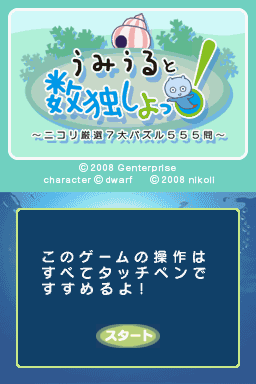 うみうると
数独しよっ!
～ニコリ厳選7大パズル555問～
©2008 Genterprise
character ©dwarf ©2008 nikoli
このゲームの操作は
すべてタッチペンで
すすめるよ!
スタート